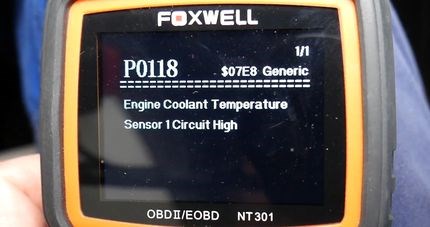 FOXWELL
1/1
P0118 $07E8 Generic
Engine Coolant Temperature
Sensor 1 Circuit High
OBDII/EOBD NT301